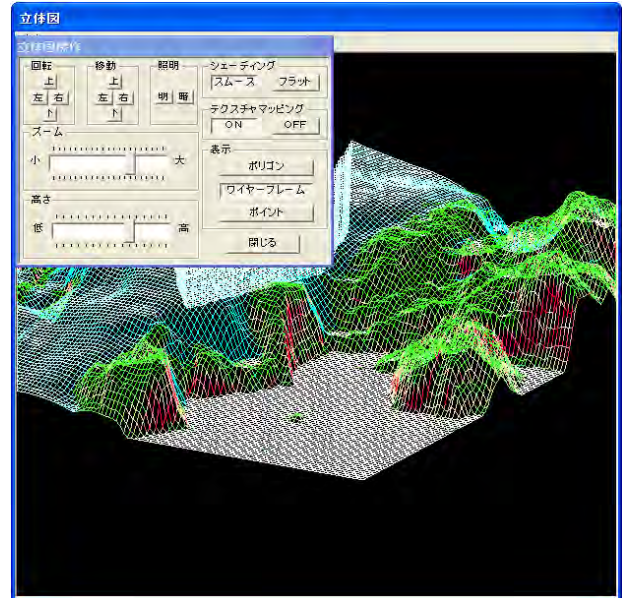 立体図
立体図操作
回転
上
左 右
下
移動
上
左 右
下
照明
明 暗
シェーディング
スムース フラット
テクスチャマッピング
ON OFF
ズーム
小 大
高さ
低 高
表示
ポリゴン
ワイヤーフレーム
ポイント
閉じる